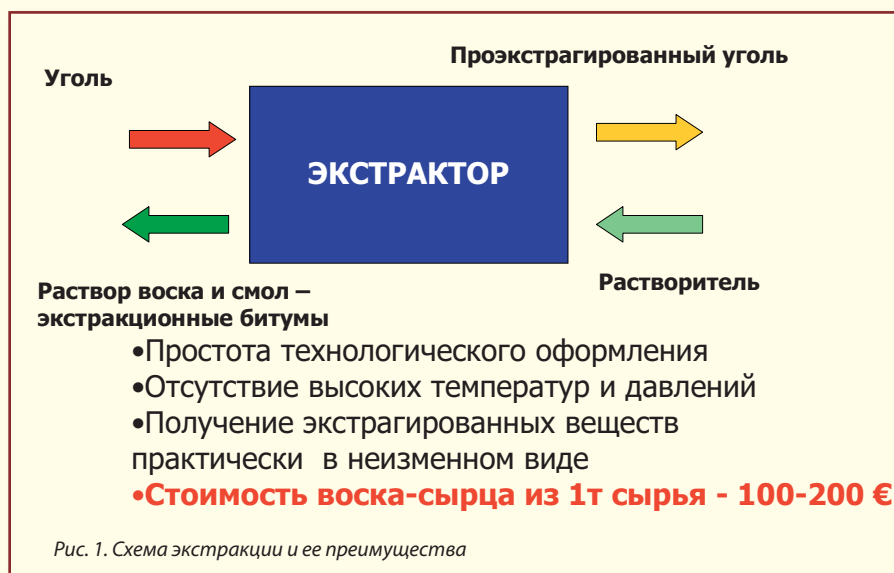 Уголь
Проэкстрагированный уголь
ЭКСТРАКТОР
Раствор воска и смол –
экстракционные битумы
Растворитель
•Простота технологического оформления
•Отсутствие высоких температур и давлений
•Получение экстрагированных веществ
практически в неизменном виде
•Стоимость воска-сырца из 1т сырья - 100-200 €
Рис. 1. Схема экстракции и ее преимущества